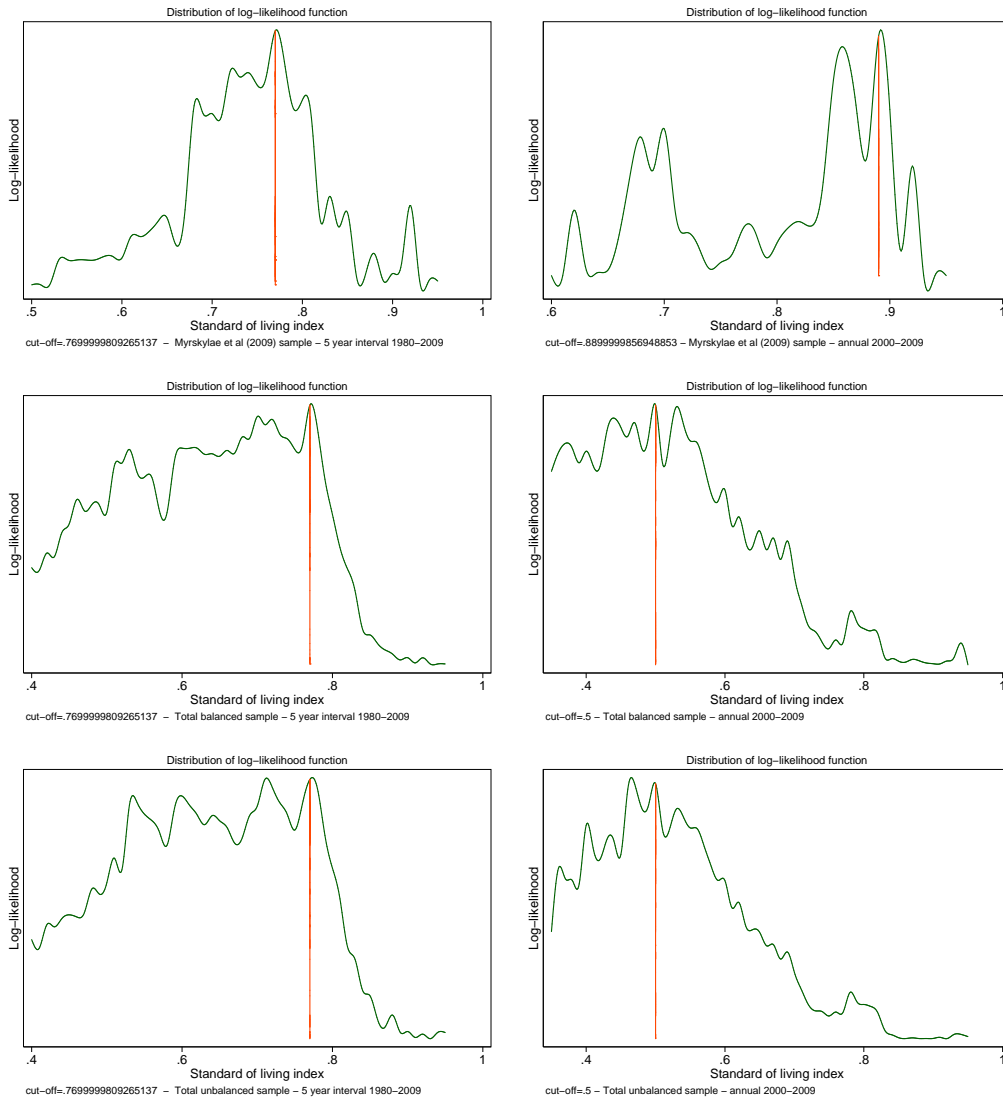 Distribution of log−likelihood function
Log−likelihood
.5 .6 .7 .8 .9 1
Standard of living index
cut−off=.7699999809265137 − Myrskylae et al (2009) sample − 5 year interval 1980−2009
Distribution of log−likelihood function
Log−likelihood
.6 .7 .8 .9 1
Standard of living index
cut−off=.8899999856948853 − Myrskylae et al (2009) sample − annual 2000−2009
Distribution of log−likelihood function
Log−likelihood
.4 .6 .8 1
Standard of living index
cut−off=.7699999809265137 − Total balanced sample − 5 year interval 1980−2009
Distribution of log−likelihood function
Log−likelihood
.4 .6 .8 1
Standard of living index
cut−off=.5 − Total balanced sample − annual 2000−2009
Distribution of log−likelihood function
Log−likelihood
.4 .6 .8 1
Standard of living index
cut−off=.7699999809265137 − Total unbalanced sample − 5 year interval 1980−2009
Distribution of log−likelihood function
Log−likelihood
.4 .6 .8 1
Standard of living index
cut−off=.5 − Total unbalanced sample − annual 2000−2009